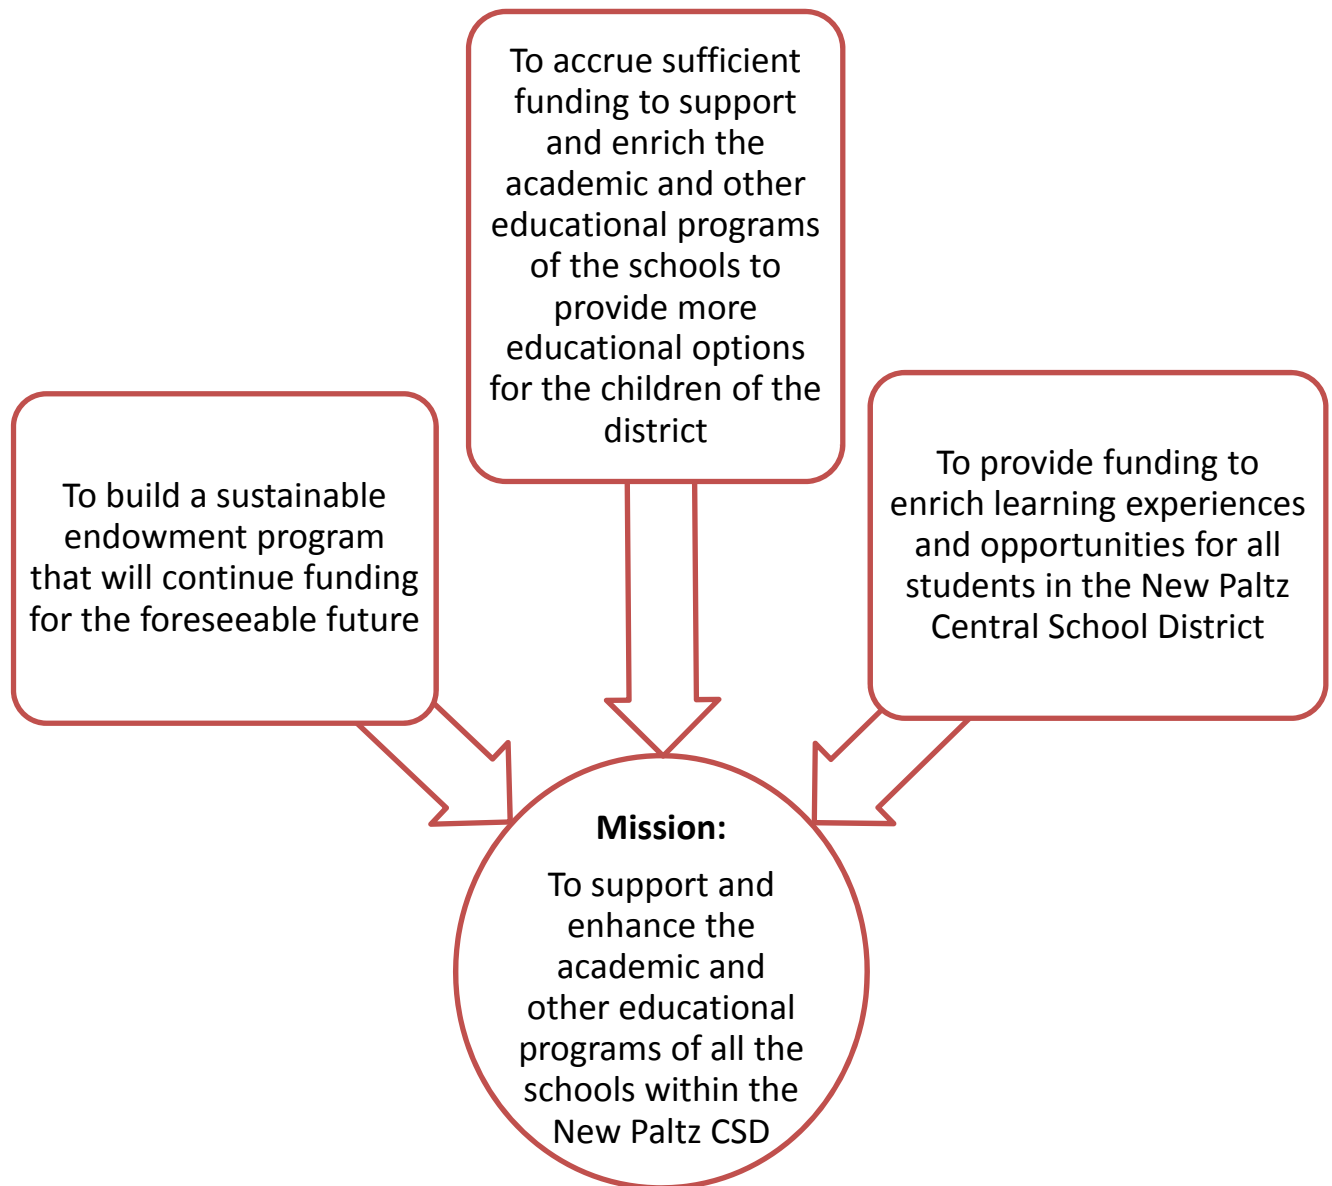 To accrue sufficient
funding to support
and enrich the
academic and other
educational programs
of the schools to
provide more
educational options
for the children of the
district
To build a sustainable
endowment program
that will continue funding
for the foreseeable future
To provide funding to
enrich learning experiences
and opportunities for all
students in the New Paltz
Central School District
Mission:
To support and
enhance the
academic and
other educational
programs of all the
schools within the
New Paltz CSD